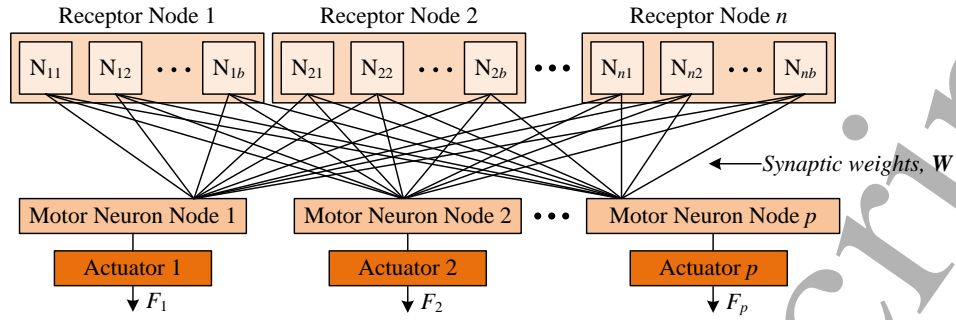 Receptor Node 1 Receptor Node 2 Receptor Node n
N11 N12 ... N1b N21 N22 ... N2b ... Nn1 Nn2 ... Nnb
Synaptic weights, W
Motor Neuron Node 1 Motor Neuron Node 2 ... Motor Neuron Node p
Actuator 1 Actuator 2 Actuator p
F1 F2 Fp